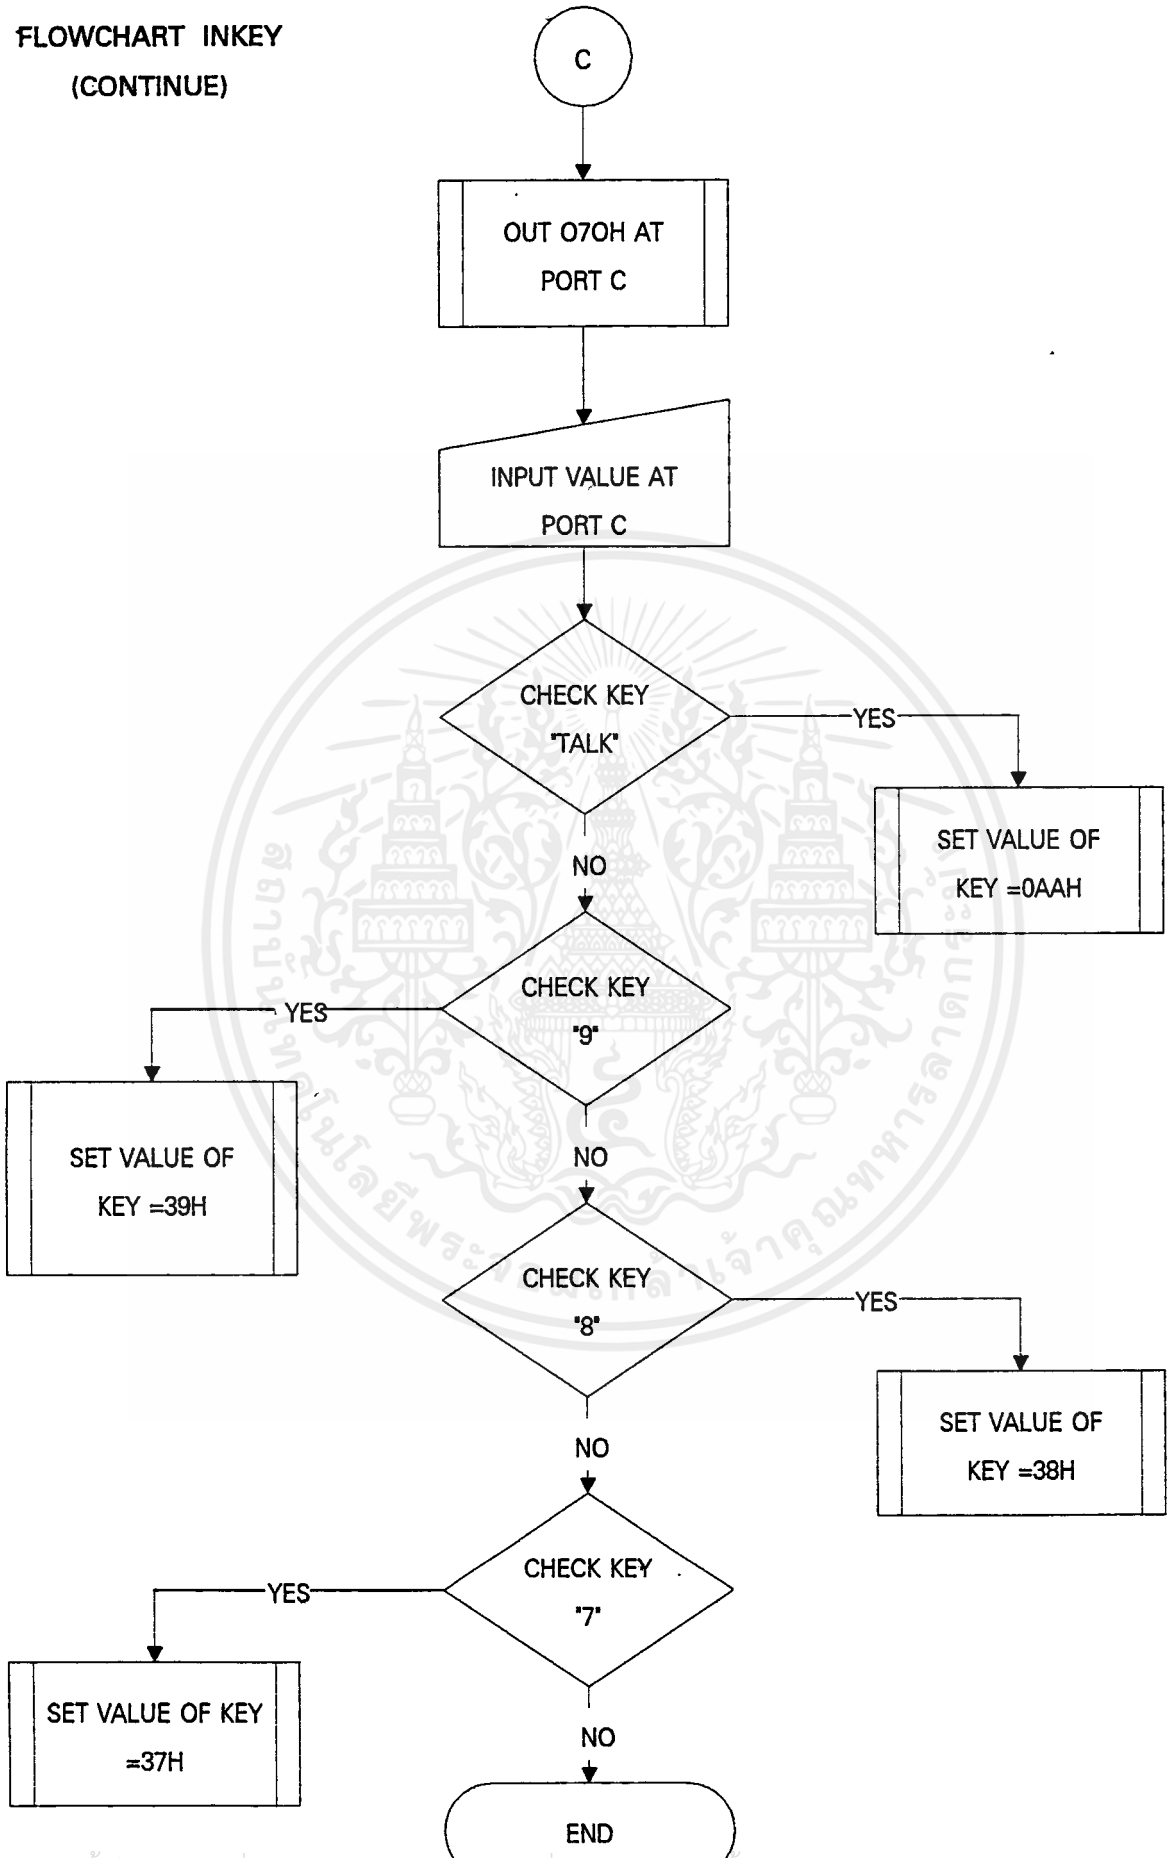 FLOWCHART INKEY
(CONTINUE)
C
OUT 070H AT
PORT C
INPUT VALUE AT
PORT C
CHECK KEY
"TALK"
YES
SET VALUE OF
KEY =0AAH
NO
CHECK KEY
"9"
YES
SET VALUE OF
KEY =39H
NO
CHECK KEY
"8"
YES
SET VALUE OF
KEY =38H
NO
CHECK KEY
"7"
YES
SET VALUE OF KEY
=37H
NO
END